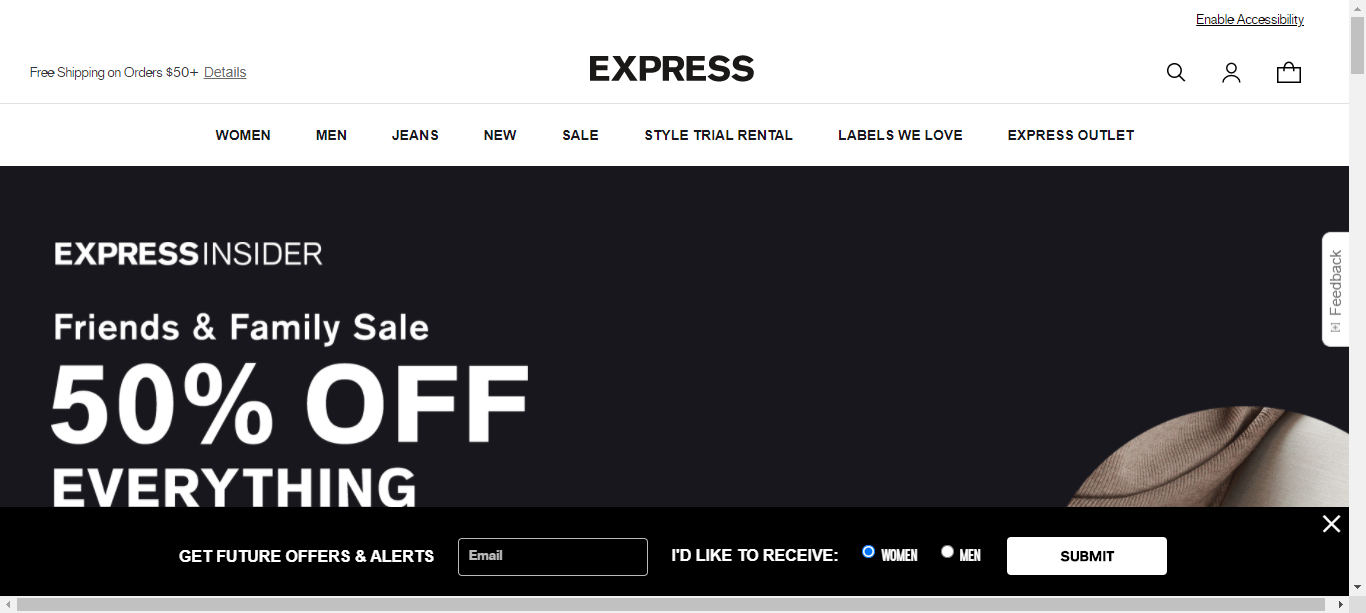 Enable Accessibility
Free Shipping on Orders $50+ Details
EXPRESS
WOMEN MEN JEANS NEW SALE STYLE TRIAL RENTAL LABELS WE LOVE EXPRESS OUTLET
EXPRESS INSIDER
Friends & Family Sale
50% OFF
EVERYTHING
Feedback
GET FUTURE OFFERS & ALERTS Email I'D LIKE TO RECEIVE: WOMEN MEN SUBMIT